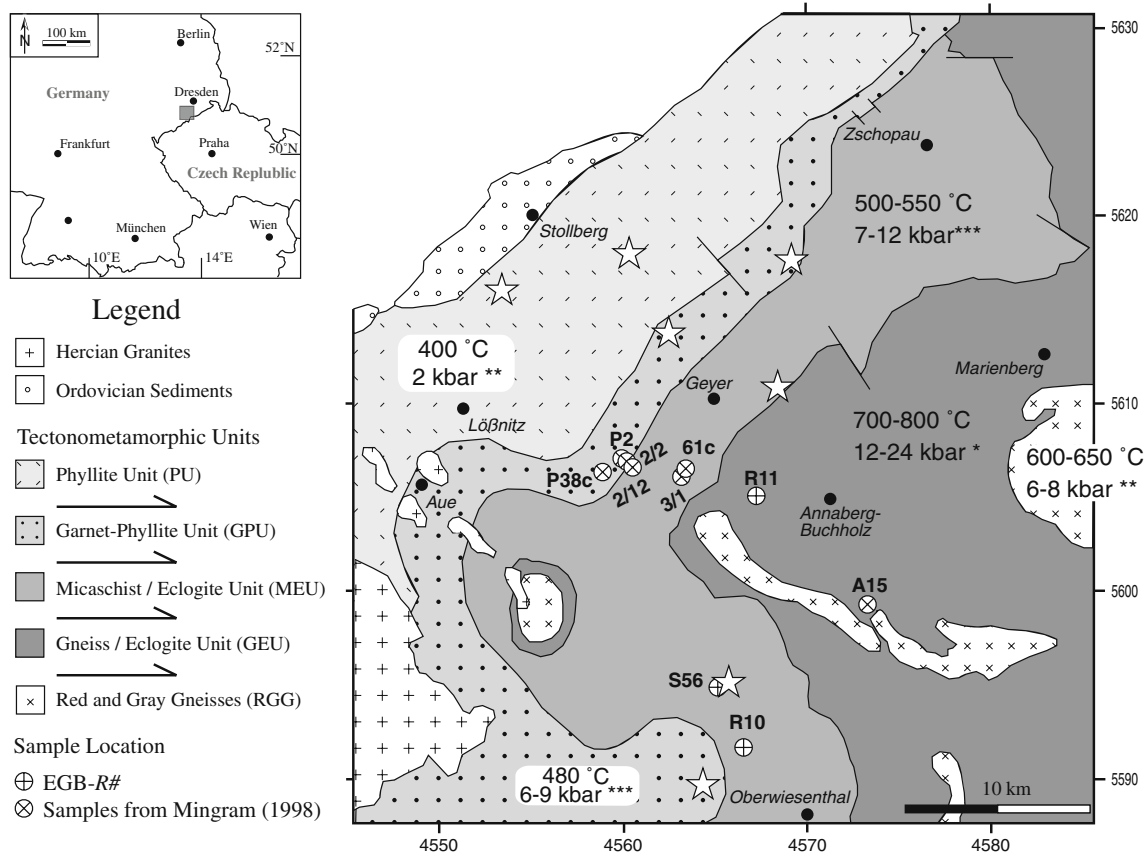 N
100 km
Berlin
52°N
Germany
Dresden
Frankfurt
Praha
50°N
Czech Replublic
München
Wien
10°E
14°E
Legend
Hercian Granites
Ordovician Sediments
Tectonometamorphic Units
Phyllite Unit (PU)
Garnet-Phyllite Unit (GPU)
Micaschist / Eclogite Unit (MEU)
Gneiss / Eclogite Unit (GEU)
Red and Gray Gneisses (RGG)
Sample Location
EGB-R#
Samples from Mingram (1998)
4560
4570
4580
5630
Zschopau
500-550 °C
7-12 kbar***
5620
Stollberg
400 °C
2 kbar **
Geyer
Marienberg
5610
Lößnitz
700-800 °C
12-24 kbar *
600-650 °C
6-8 kbar **
P2
2/2
61c
P38c
2/12
3/1
R11
Aue
Annaberg-
Buchholz
A15
5600
S56
R10
480 °C
6-9 kbar ***
Oberwiesenthal
10 km
5590
4550
4560
4570
4580